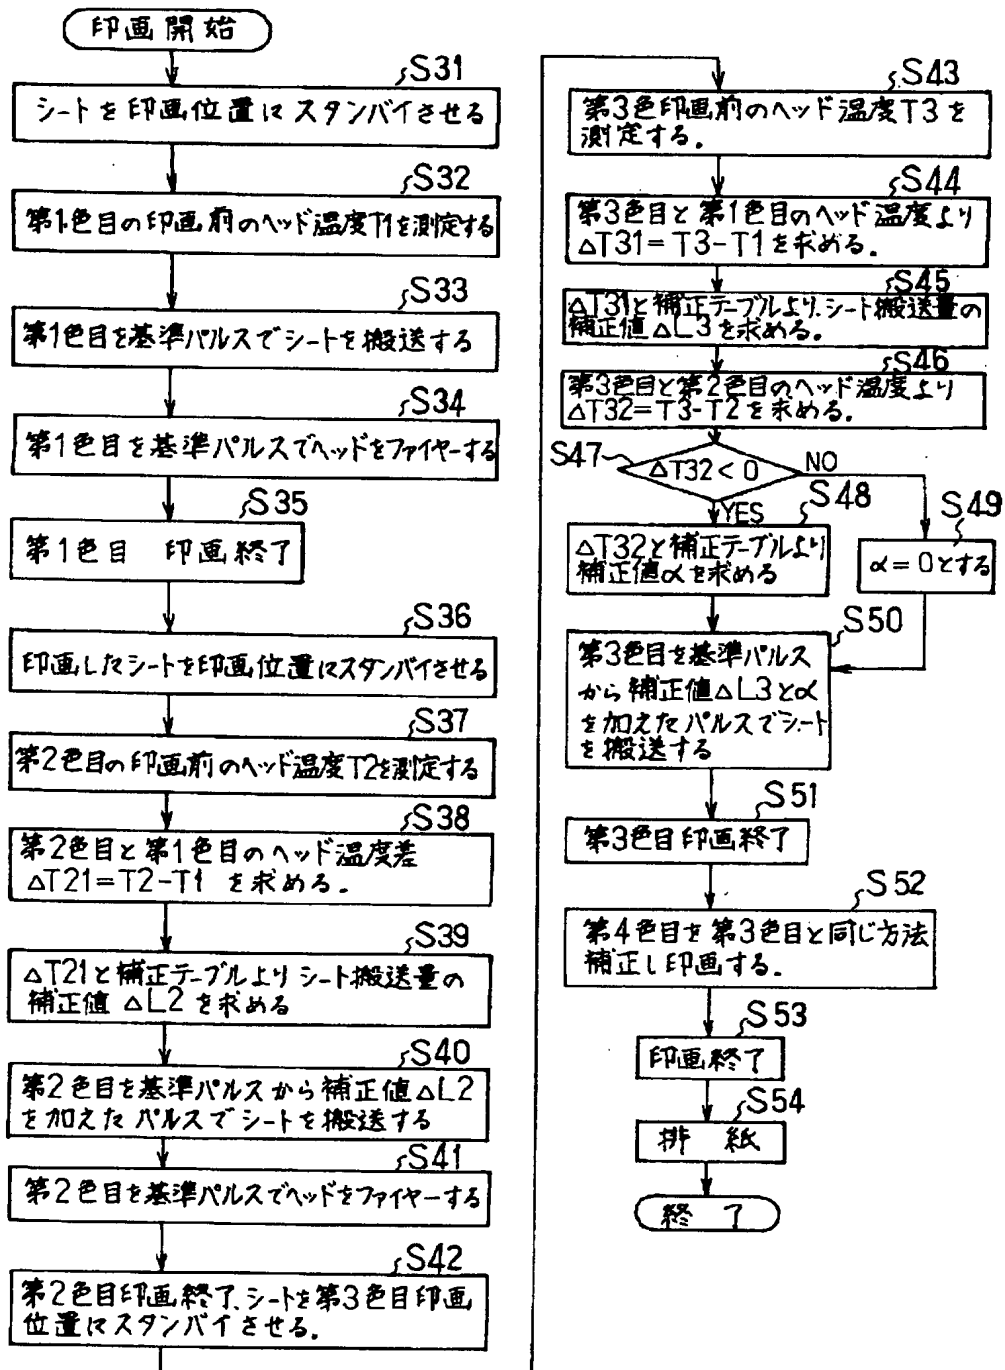 印画開始
S31
シートを印画位置にスタンバイさせる
S32
第1色目の印画前のヘッド温度T1を測定する
S33
第1色目を基準パルスでシートを搬送する
S34
第1色目を基準パルスでヘッドをファイヤーする
S35
第1色目 印画終了
S36
印画したシートを印画位置にスタンバイさせる
S37
第2色目の印画前のヘッド温度T2を測定する
S38
第2色目と第1色目のヘッド温度差
△T21=T2-T1 を求める.
S39
△T21と補正テーブルよりシート搬送量の
補正値 △L2 を求める
S40
第2色目を基準パルスから補正値△L2
を加えたパルスでシートを搬送する
S41
第2色目を基準パルスでヘッドをファイヤーする
S42
第2色目印画終了、シートを第3色目印画
位置にスタンバイさせる.
S43
第3色印画前のヘッド温度T3を
測定する.
S44
第3色目と第1色目のヘッド温度より
△T31=T3-T1を求める.
S45
△T31と補正テーブルより、シート搬送量の
補正値△L3を求める.
S46
第3色目と第2色目のヘッド温度より
△T32=T3-T2を求める.
S47
△T32<0
NO
YES
S48
△T32と補正テーブルより
補正値αを求める
S49
α=0とする
S50
第3色目を基準パルス
から補正値△L3とα
を加えたパルスでシート
を搬送する
S51
第3色目印画終了
S52
第4色目を第3色目と同じ方法
補正し印画する.
S53
印画終了
S54
排 紙
終 了